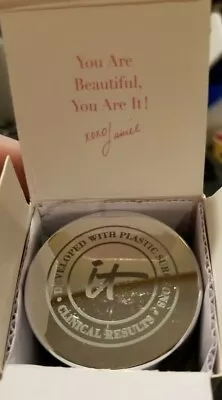 You Are
Beautiful,
You Are It!
xoxo Jamie
DEVELOPED WITH PLASTIC SURGEONS
it
• CLINICAL RESULTS •